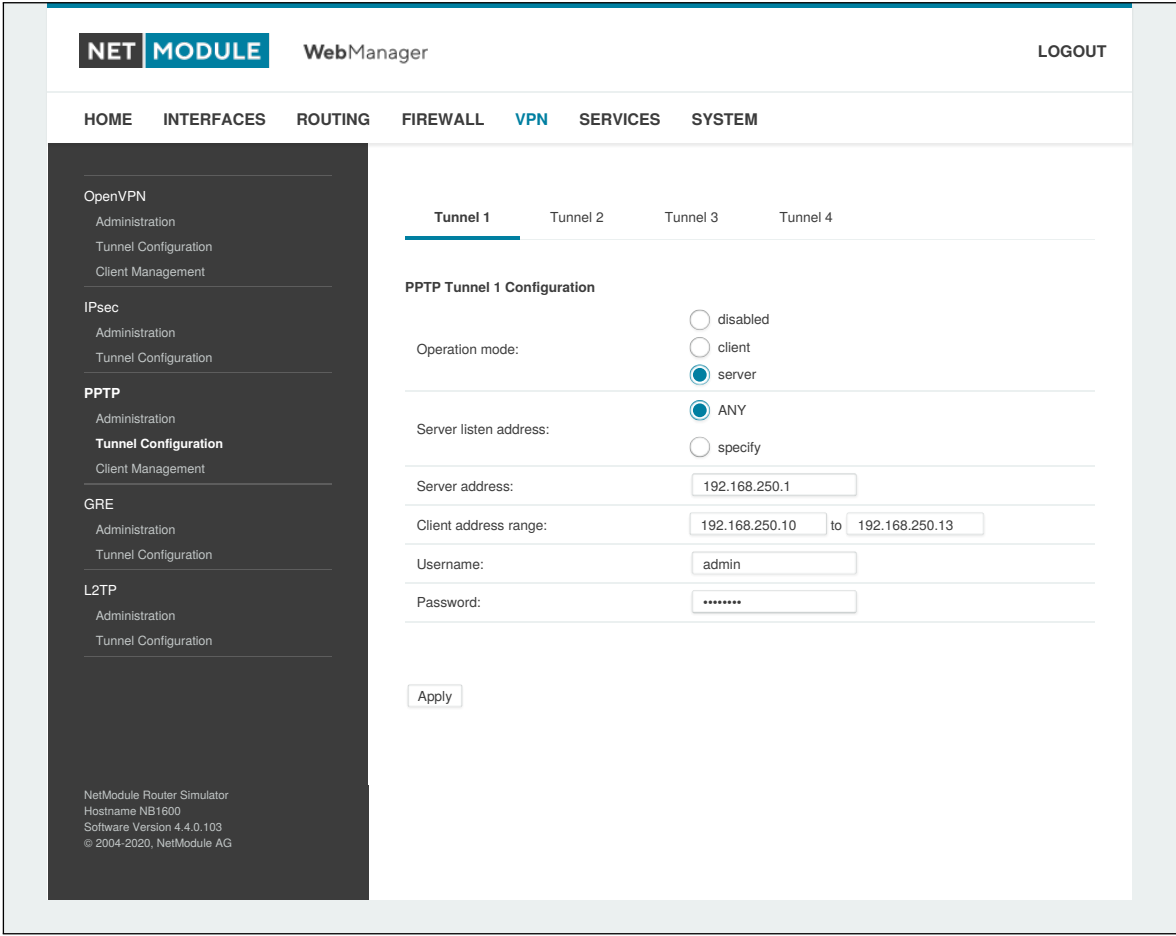 NET MODULE WebManager LOGOUT
HOME INTERFACES ROUTING FIREWALL VPN SERVICES SYSTEM
OpenVPN
Administration
Tunnel Configuration
Client Management
IPsec
Administration
Tunnel Configuration
PPTP
Administration
Tunnel Configuration
Client Management
GRE
Administration
Tunnel Configuration
L2TP
Administration
Tunnel Configuration
NetModule Router Simulator
Hostname NB1600
Software Version 4.4.0.103
© 2004-2020, NetModule AG
Tunnel 1 Tunnel 2 Tunnel 3 Tunnel 4
PPTP Tunnel 1 Configuration
Operation mode:
disabled
client
server
Server listen address:
ANY
specify
Server address: 192.168.250.1
Client address range: 192.168.250.10 to 192.168.250.13
Username: admin
Password: ••••••••
Apply